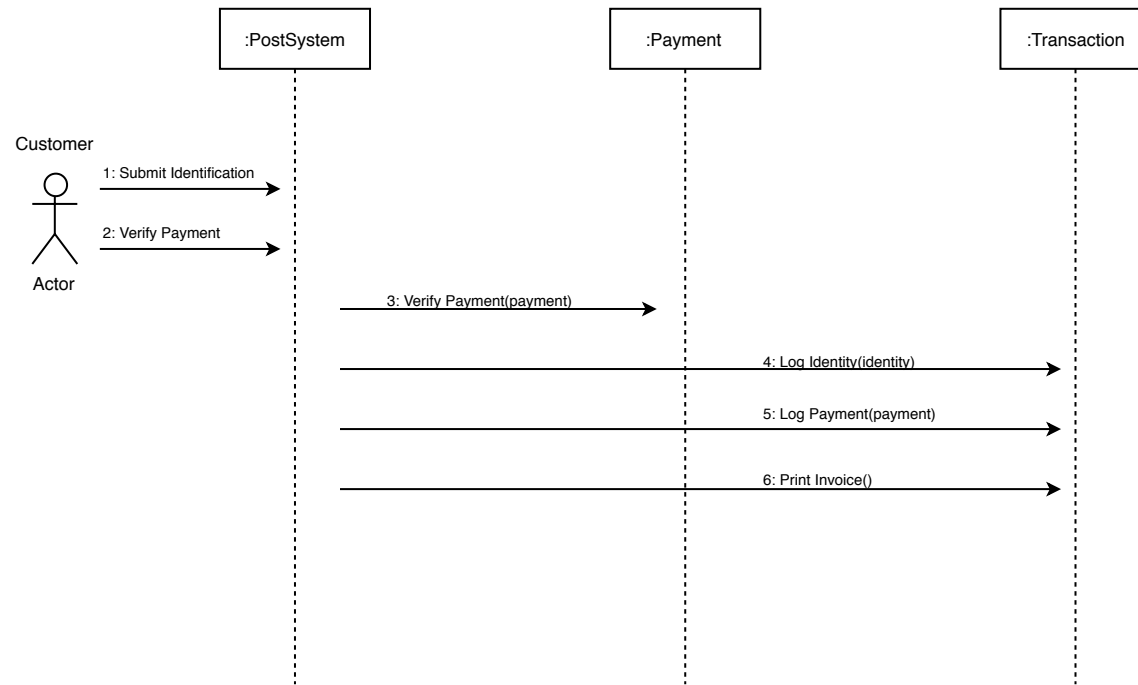 :PostSystem
:Payment
:Transaction
Customer
1: Submit Identification
2: Verify Payment
Actor
3: Verify Payment(payment)
4: Log Identity(identity)
5: Log Payment(payment)
6: Print Invoice()